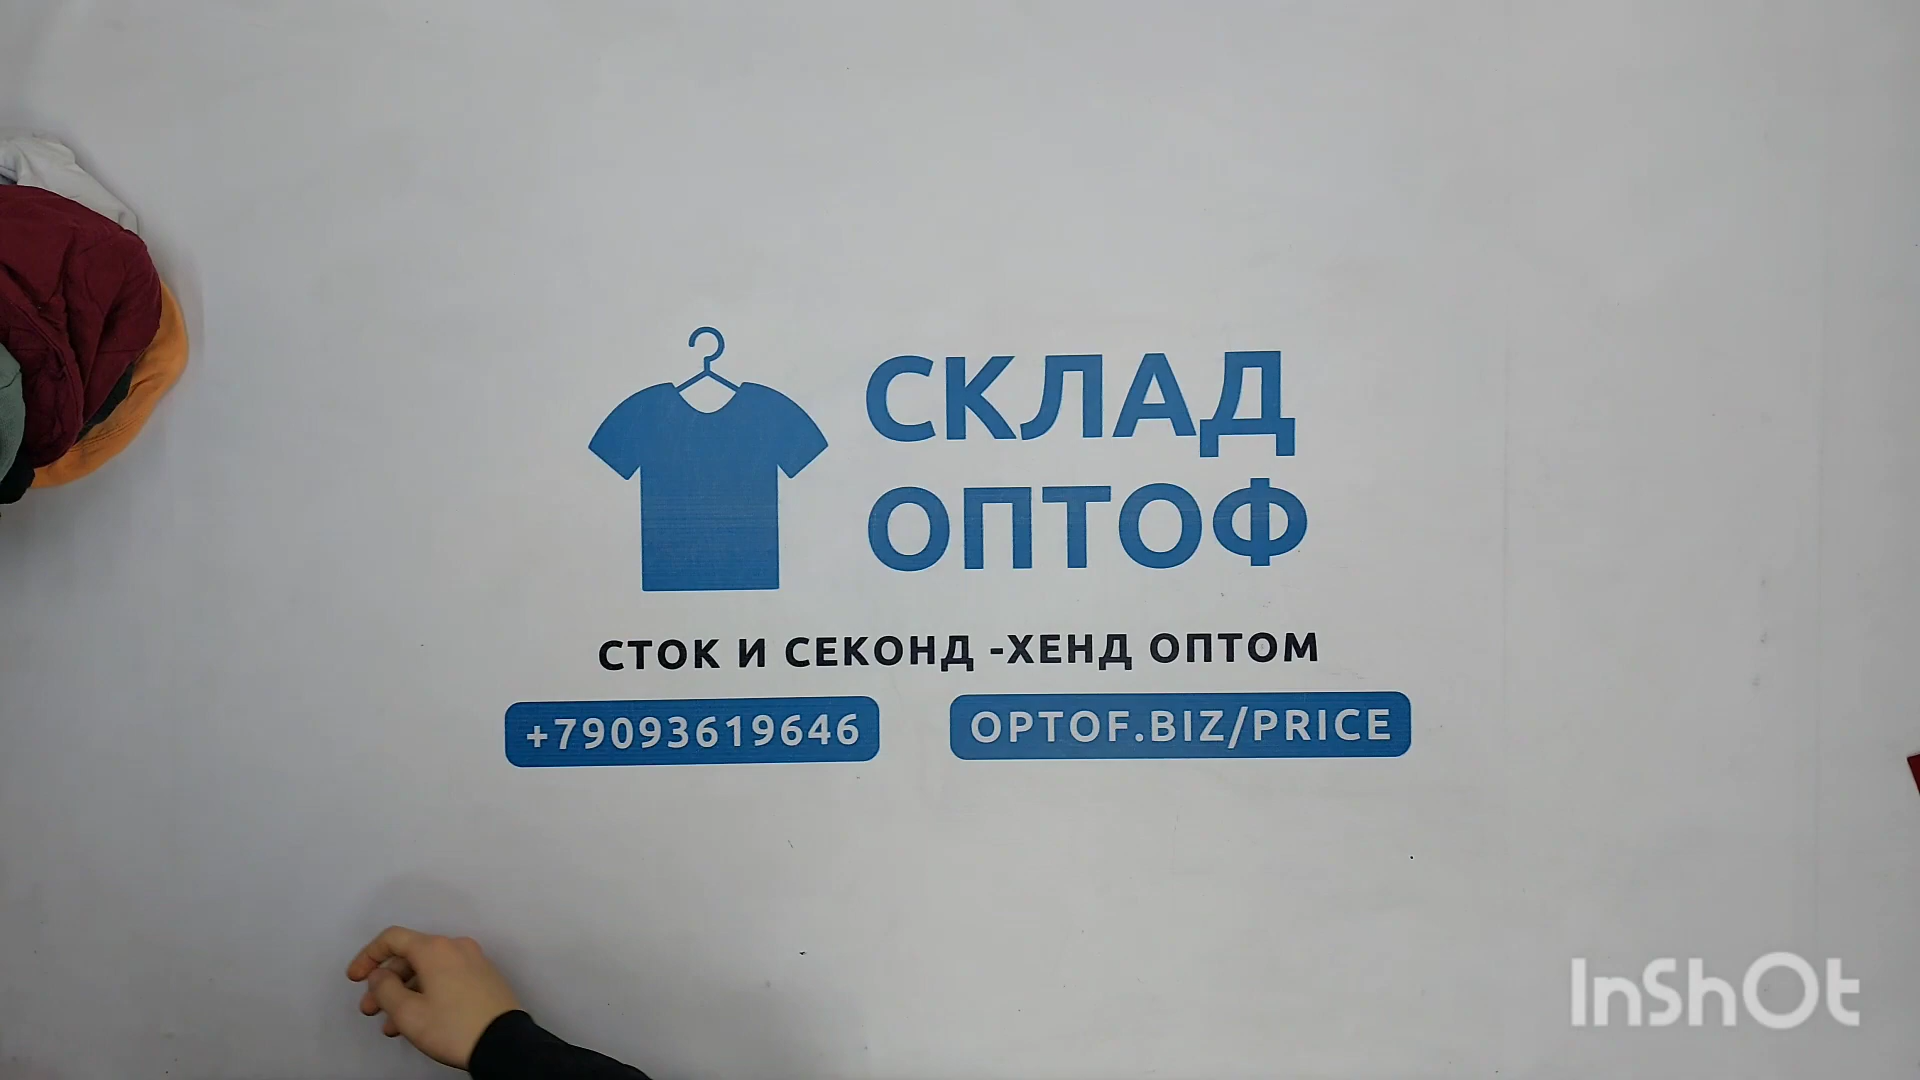 СКЛАД
ОПТОФ
СТОК И СЕКОНД -ХЕНД ОПТОМ
+79093619646
OPTOF.BIZ/PRICE
InShOt